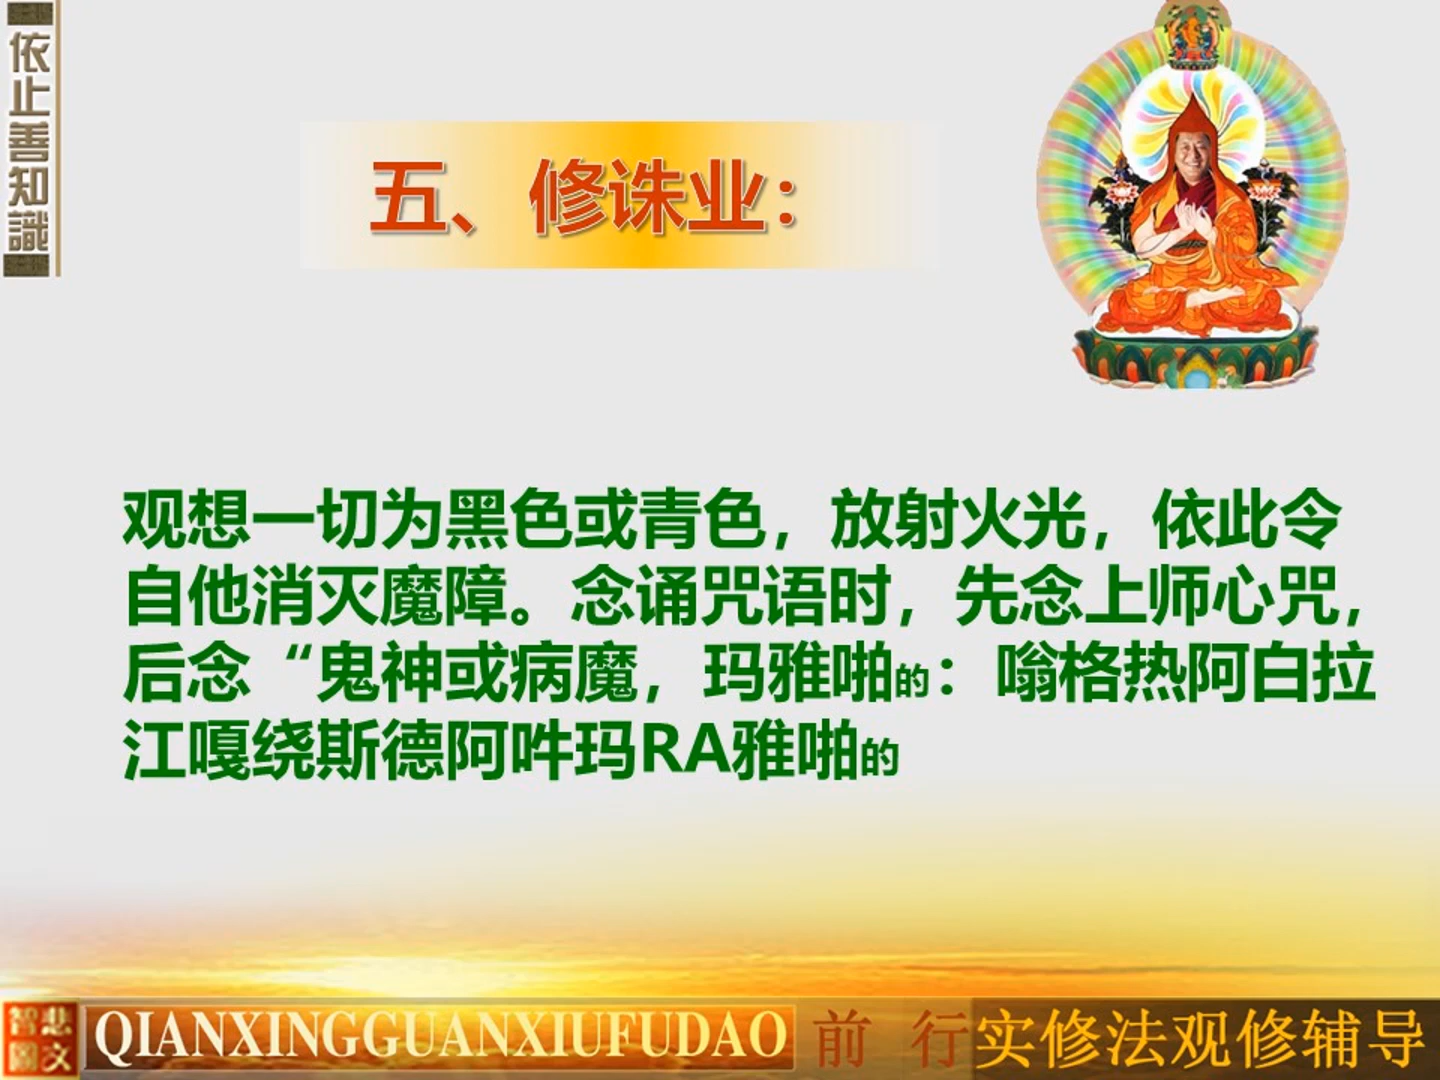 依止善知識
五、修诛业：
观想一切为黑色或青色，放射火光，依此令
自他消灭魔障。念诵咒语时，先念上师心咒，
后念“鬼神或病魔，玛雅啪的：嗡格热阿白拉
江嘎绕斯德阿吽玛RA雅啪的
智悲
圖文
QIANXINGGUANXIUFUDAO 前 行 实修法观修辅导